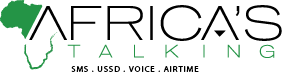 AFRICA'S
TALKING
SMS . USSD . VOICE . AIRTIME